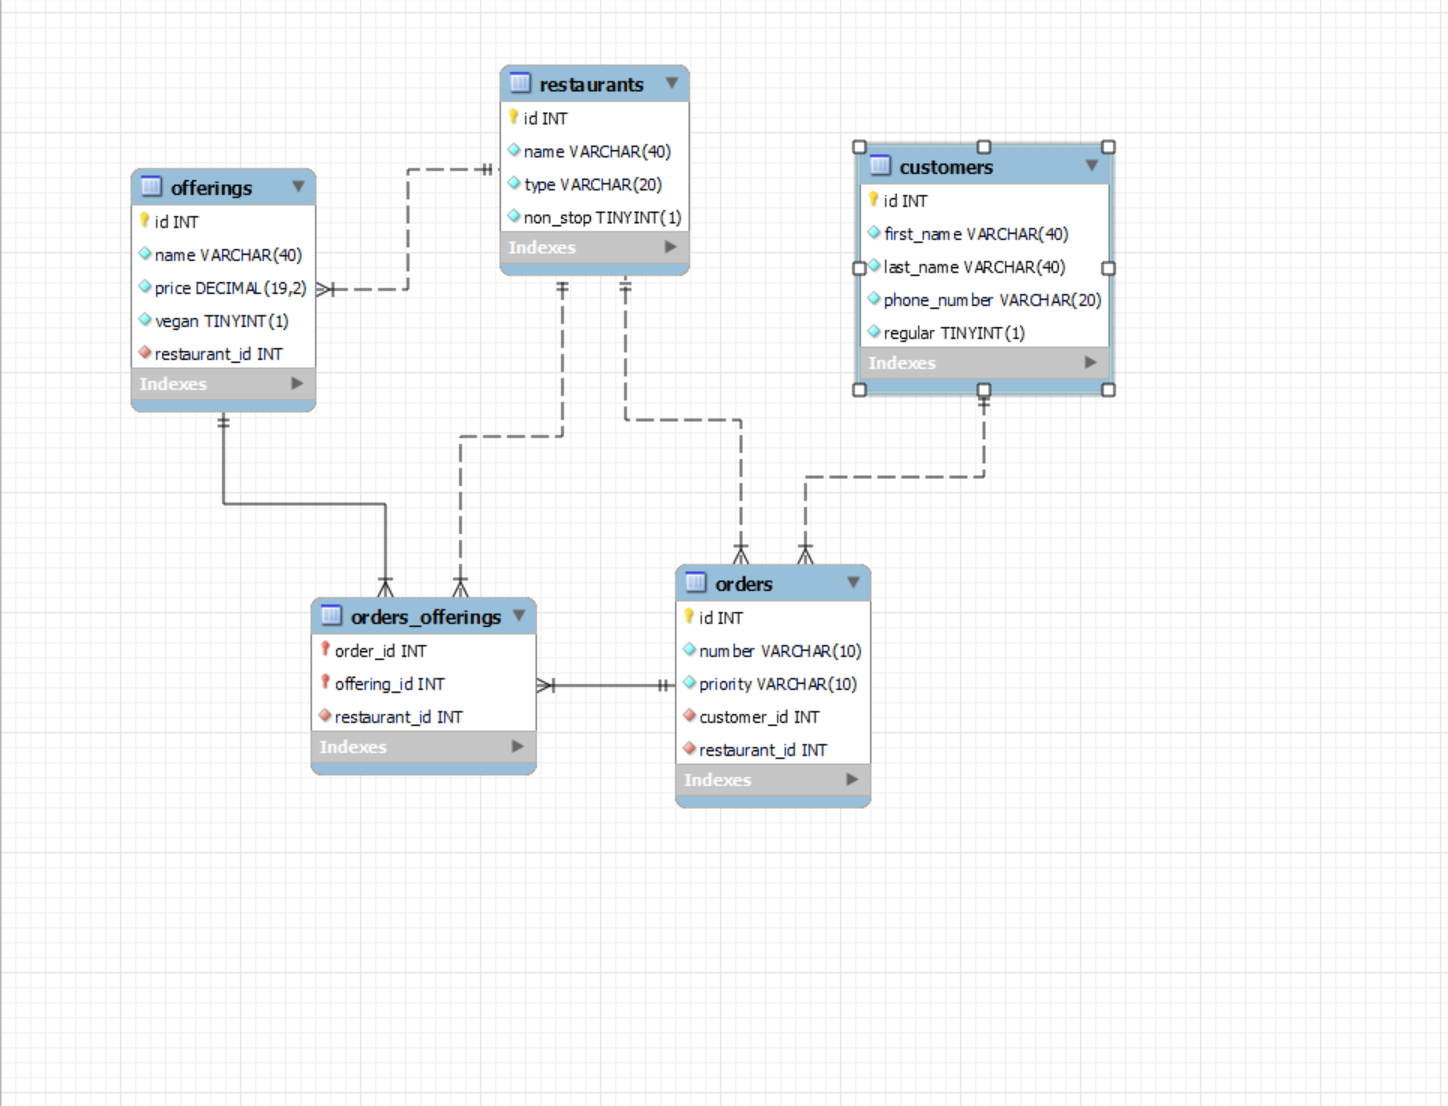 restaurants
id INT
name VARCHAR(40)
type VARCHAR(20)
non_stop TINYINT(1)
Indexes
customers
id INT
first_name VARCHAR(40)
last_name VARCHAR(40)
phone_number VARCHAR(20)
regular TINYINT(1)
Indexes
offerings
id INT
name VARCHAR(40)
price DECIMAL(19,2)
vegan TINYINT(1)
restaurant_id INT
Indexes
orders_offerings
order_id INT
offering_id INT
restaurant_id INT
Indexes
orders
id INT
number VARCHAR(10)
priority VARCHAR(10)
customer_id INT
restaurant_id INT
Indexes